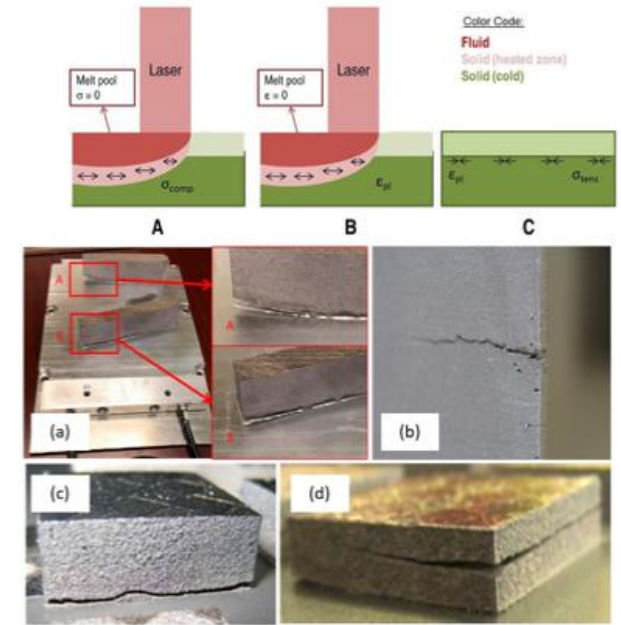 Color Code:
Fluid
Solid (heated zone)
Solid (cold)
Laser
Melt pool
σ = 0
σcomp
A
Laser
Melt pool
ε = 0
εpl
B
εpl
σtens
C
A
B
A
B
(a)
(b)
(c)
(d)